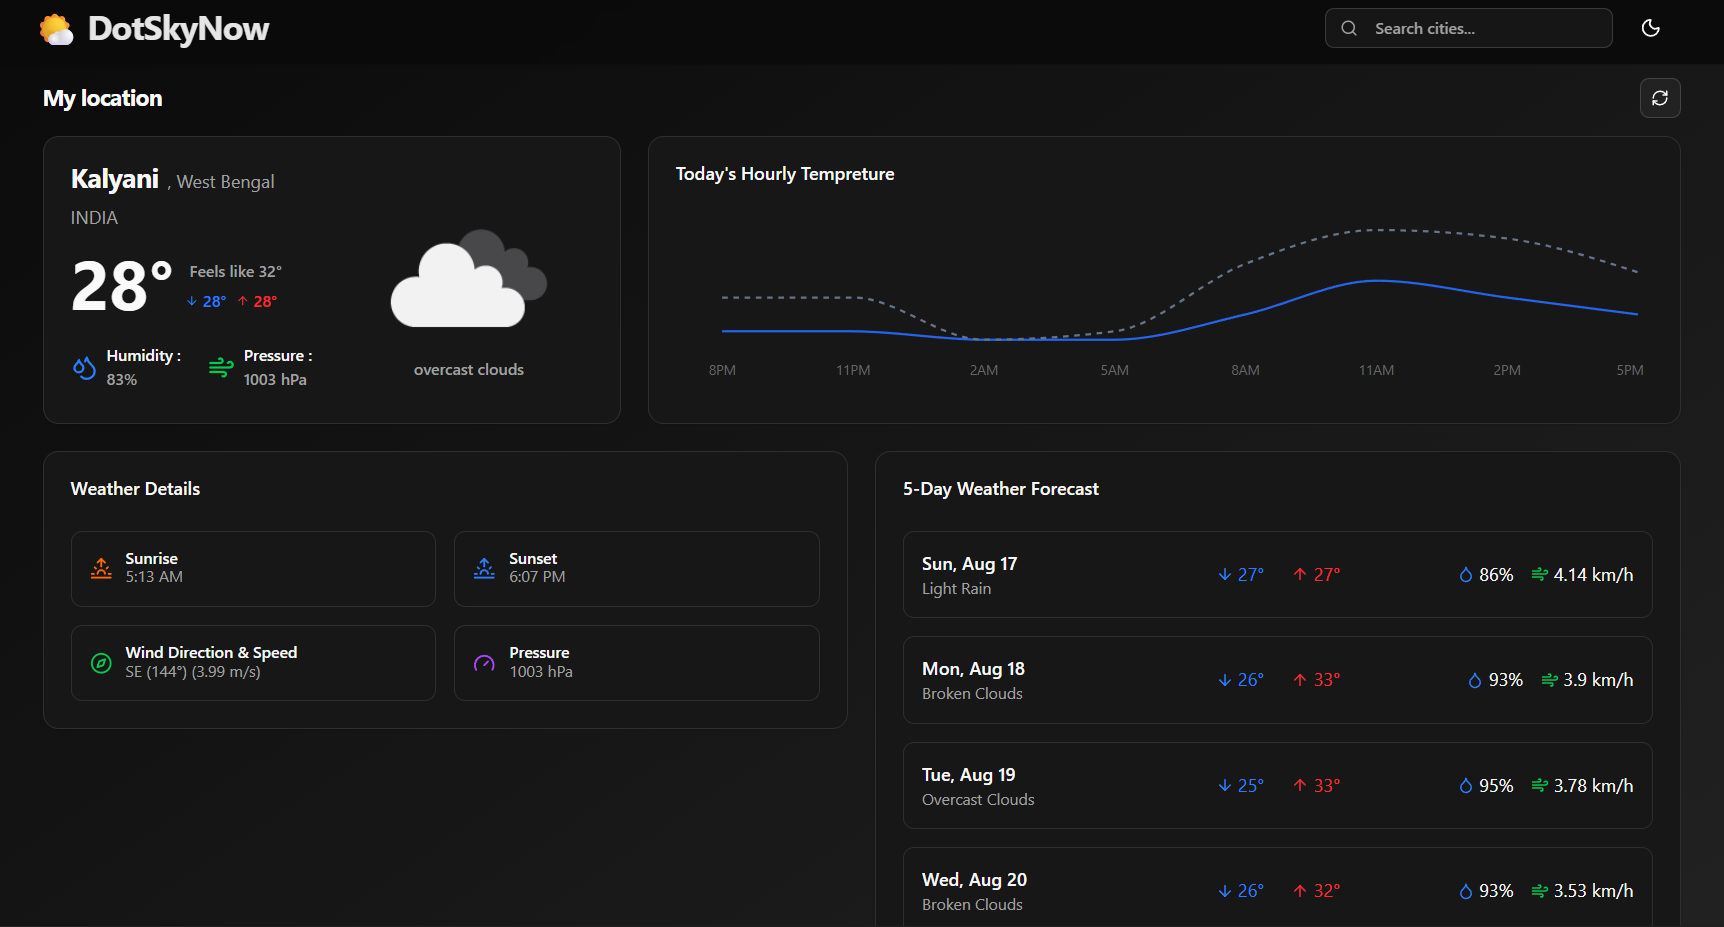 DotSkyNow
Search cities...
My location
Kalyani , West Bengal
INDIA
28°
Feels like 32°
28° 28°
Humidity :
83%
Pressure :
1003 hPa
overcast clouds
Today's Hourly Tempreture
8PM 11PM 2AM 5AM 8AM 11AM 2PM 5PM
Weather Details
Sunrise
5:13 AM
Sunset
6:07 PM
Wind Direction & Speed
SE (144°) (3.99 m/s)
Pressure
1003 hPa
5-Day Weather Forecast
Sun, Aug 17
Light Rain
27° 27° 86% 4.14 km/h
Mon, Aug 18
Broken Clouds
26° 33° 93% 3.9 km/h
Tue, Aug 19
Overcast Clouds
25° 33° 95% 3.78 km/h
Wed, Aug 20
Broken Clouds
26° 32° 93% 3.53 km/h